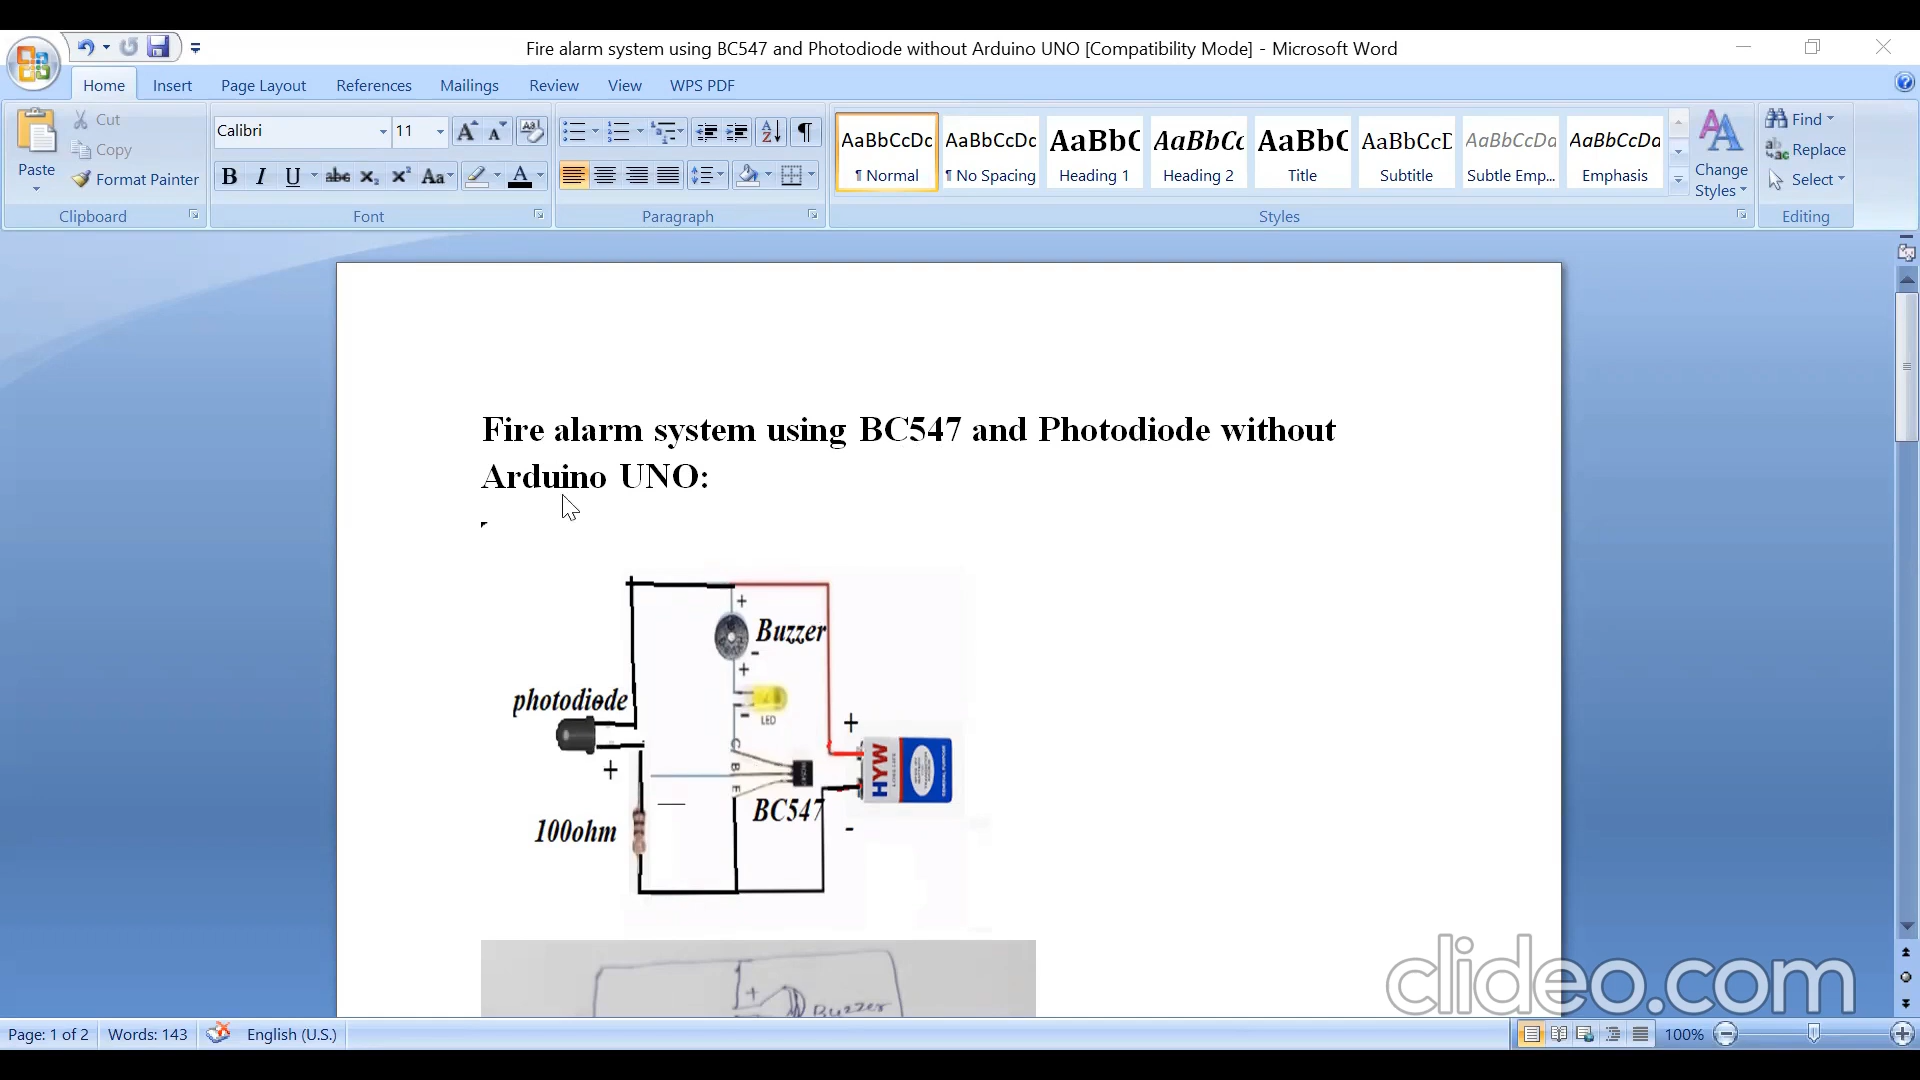 Fire alarm system using BC547 and Photodiode without Arduino UNO [Compatibility Mode] - Microsoft Word
Home Insert Page Layout References Mailings Review View WPS PDF
Paste
Cut
Copy
Format Painter
Clipboard
Calibri 11
Font
Paragraph
AaBbCcDc AaBbCcDc AaBbC AaBbCc AaBbC AaBbCcD AaBbCcDa AaBbCcDa
¶ Normal ¶ No Spacing Heading 1 Heading 2 Title Subtitle Subtle Emp... Emphasis
Change
Styles
Styles
Find
Replace
Select
Editing
Fire alarm system using BC547 and Photodiode without
Arduino UNO:
+
Buzzer
-
+
photodiode
-
LED
+
C
B
E
+
HYW
BC547
-
100ohm
+
Buzzer
clideo.com
Page: 1 of 2 Words: 143 English (U.S.) 100%